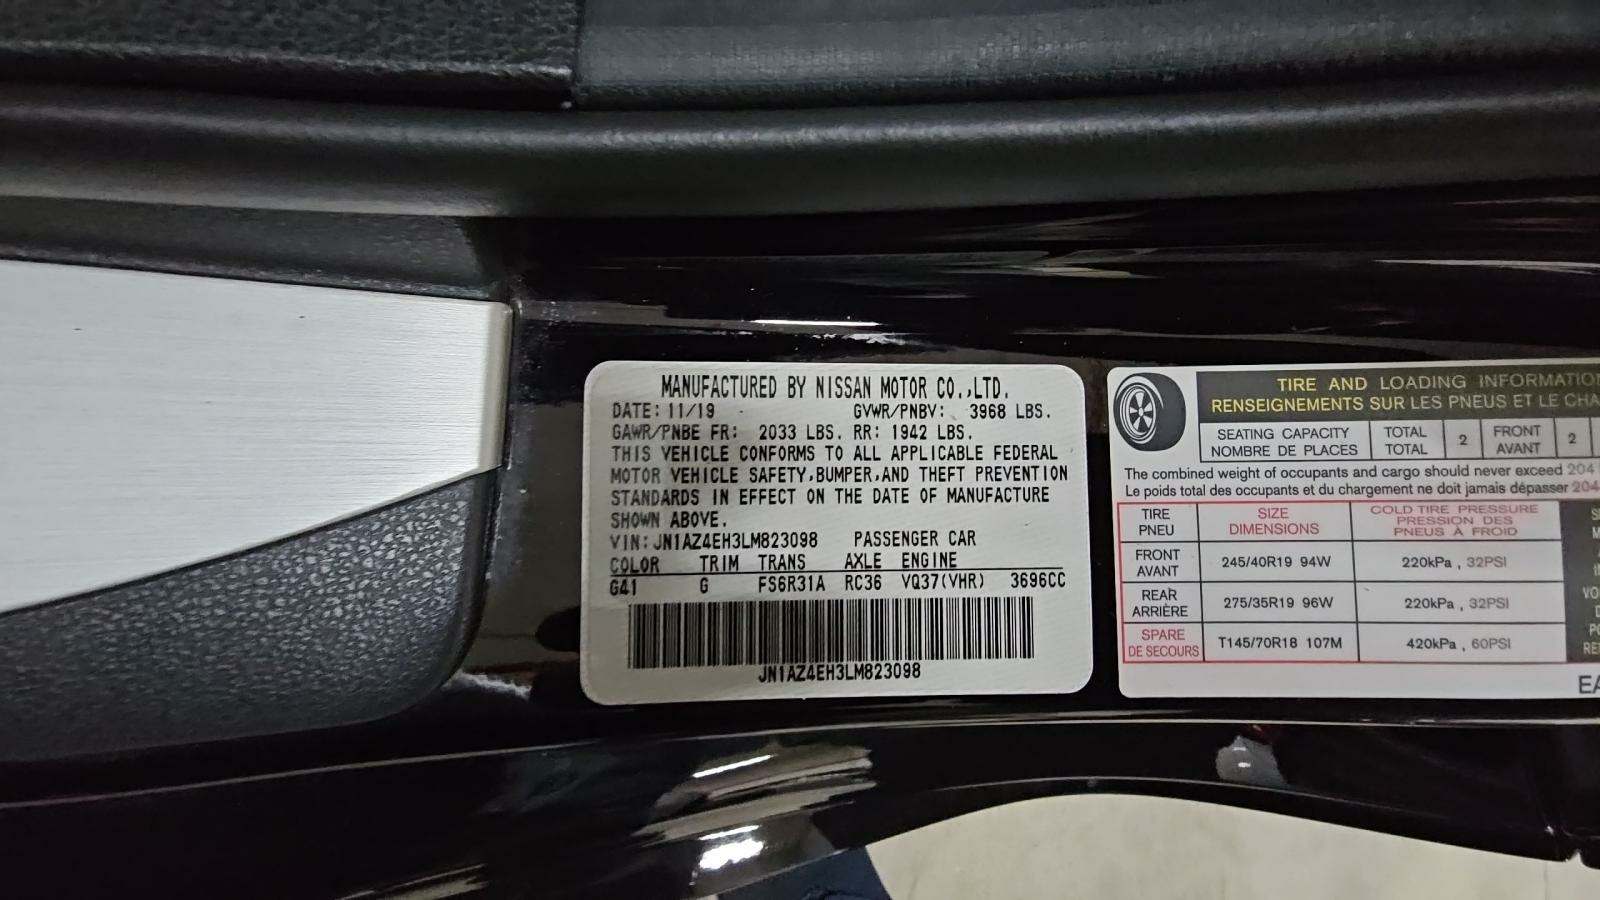 MANUFACTURED BY NISSAN MOTOR CO.,LTD.
DATE: 11/19 GVWR/PNBV: 3968 LBS.
GAWR/PNBE FR: 2033 LBS. RR: 1942 LBS.
THIS VEHICLE CONFORMS TO ALL APPLICABLE FEDERAL
MOTOR VEHICLE SAFETY,BUMPER,AND THEFT PREVENTION
STANDARDS IN EFFECT ON THE DATE OF MANUFACTURE
SHOWN ABOVE.
VIN: JN1AZ4EH3LM823098 PASSENGER CAR
COLOR TRIM TRANS AXLE ENGINE
G41 G FS6R31A RC36 VQ37(VHR) 3696CC
JN1AZ4EH3LM823098
TIRE AND LOADING INFORMATION
RENSEIGNEMENTS SUR LES PNEUS ET LE CHA
SEATING CAPACITY TOTAL 2 FRONT 2
NOMBRE DE PLACES TOTAL AVANT
The combined weight of occupants and cargo should never exceed 204
Le poids total des occupants et du chargement ne doit jamais dépasser 204
TIRE SIZE COLD TIRE PRESSURE
PNEU DIMENSIONS PRESSION DES
PNEUS À FROID
FRONT 245/40R19 94W 220kPa , 32PSI
AVANT
REAR 275/35R19 96W 220kPa , 32PSI
ARRIÈRE
SPARE T145/70R18 107M 420kPa , 60PSI
DE SECOURS